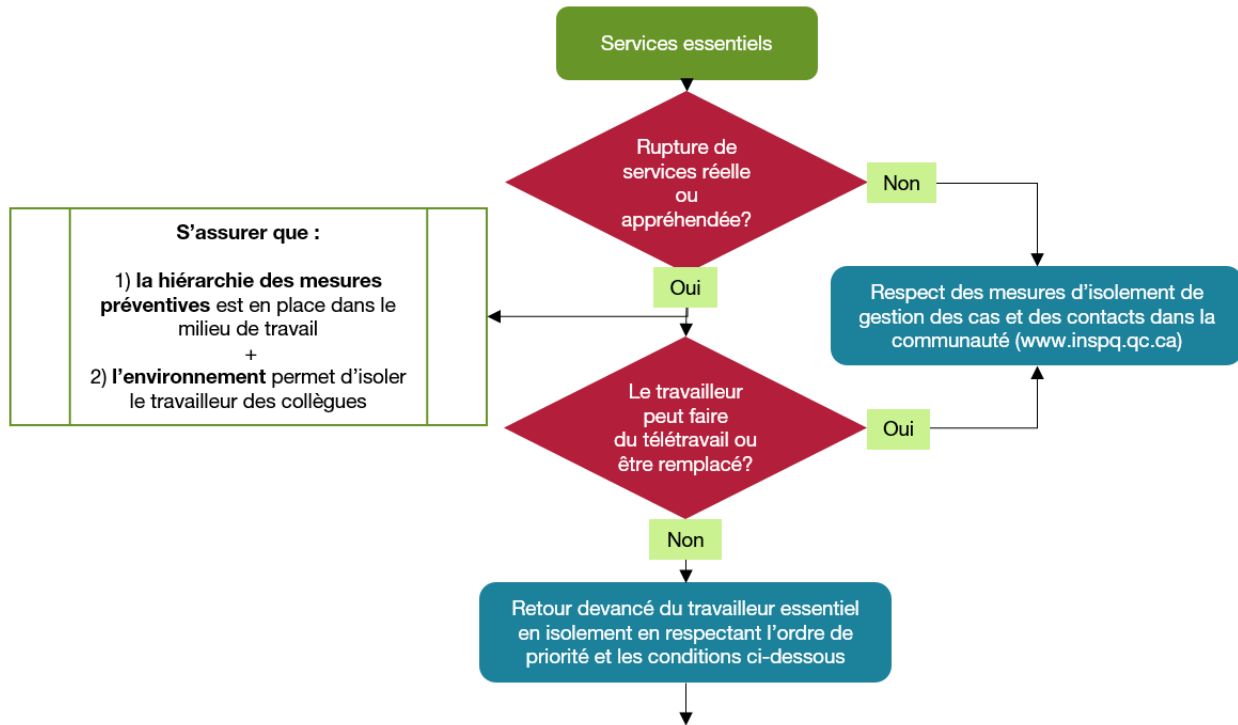 Services essentiels
Rupture de
services réelle
ou
appréhendée?
Non
Oui
S’assurer que :
1) la hiérarchie des mesures
préventives est en place dans le
milieu de travail
+
2) l’environnement permet d’isoler
le travailleur des collègues
Respect des mesures d’isolement de
gestion des cas et des contacts dans la
communauté (www.inspq.qc.ca)
Le travailleur
peut faire
du télétravail ou
être remplacé?
Oui
Non
Retour devancé du travailleur essentiel
en isolement en respectant l’ordre de
priorité et les conditions ci-dessous